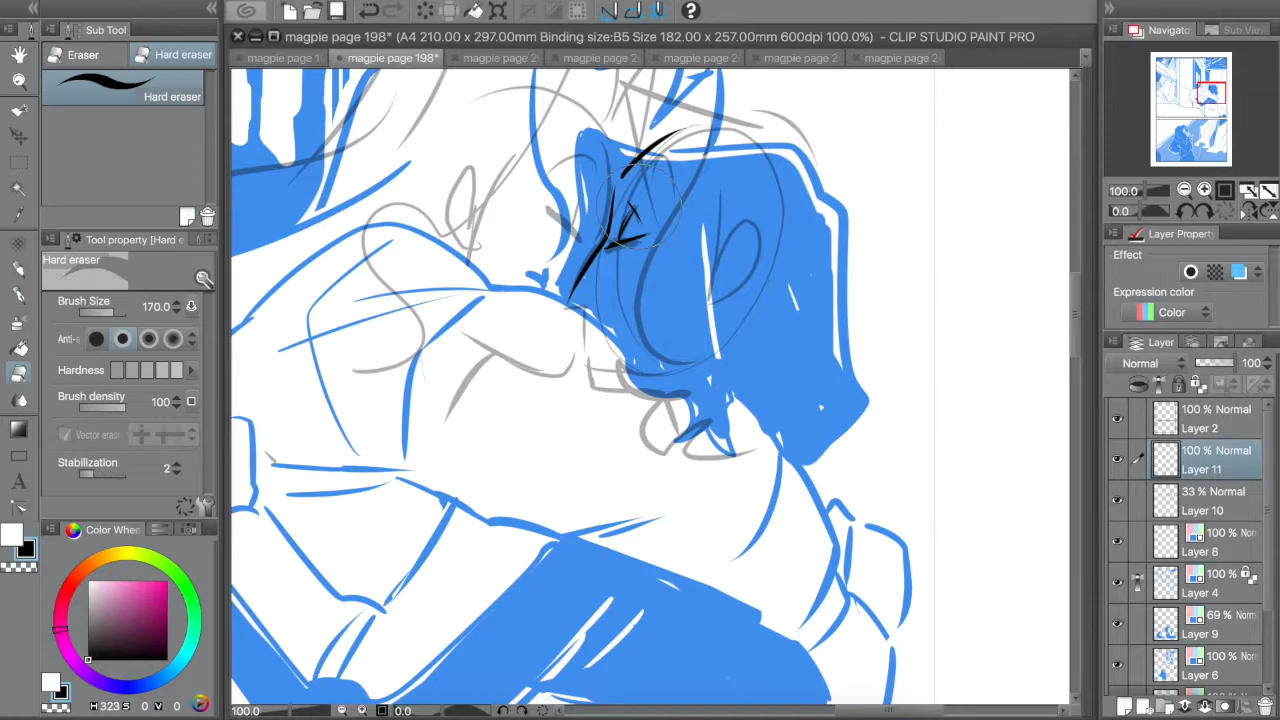 magpie page 198* (A4 210.00 x 297.00mm Binding size:B5 Size 182.00 x 257.00mm 600dpi 100.0%) - CLIP STUDIO PAINT PRO
Sub Tool
Eraser
Hard eraser
Hard eraser
Tool property [Hard e
Hard eraser
Brush Size
170.0
Anti-
Hardness
Brush density
100
Vector eras
Stabilization
2
Color Whee
H 323 S 0 V 0
magpie page 1
magpie page 198*
magpie page 2
magpie page 2
magpie page 2
magpie page 2
magpie page 2
100.0
0.0
Navigato
Sub View
100.0
0.0
Layer Property
Effect
Expression color
Color
Layer
Normal
100
100 % Normal
Layer 2
100 % Normal
Layer 11
33 % Normal
Layer 10
100 % Norm
Layer 8
100 %
Layer 4
69 % Norm
Layer 9
100 % Norm
Layer 6